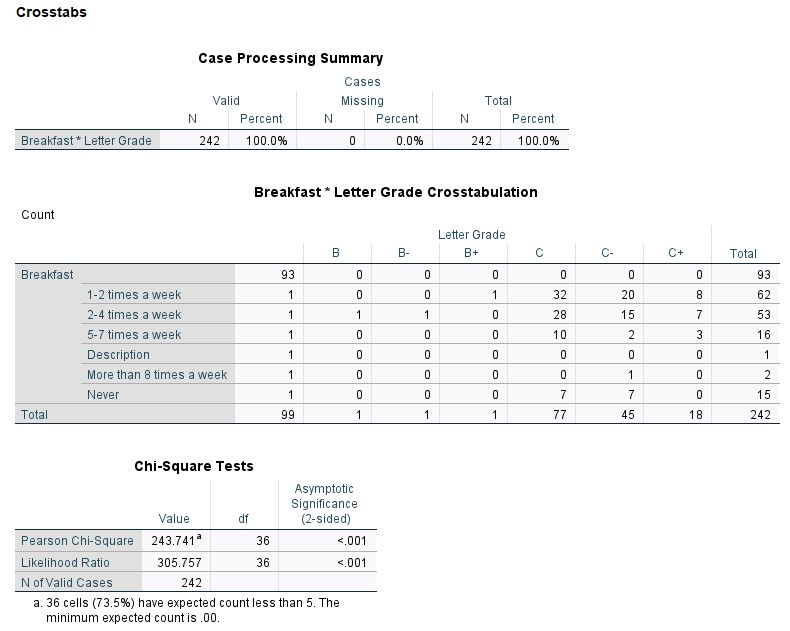 Crosstabs
Case Processing Summary
Cases
Valid Missing Total
N Percent N Percent N Percent
Breakfast * Letter Grade 242 100.0% 0 0.0% 242 100.0%
Breakfast * Letter Grade Crosstabulation
Count
Letter Grade
B B- B+ C C- C+ Total
Breakfast 93 0 0 0 0 0 0 93
1-2 times a week 1 0 0 1 32 20 8 62
2-4 times a week 1 1 1 0 28 15 7 53
5-7 times a week 1 0 0 0 10 2 3 16
Description 1 0 0 0 0 0 0 1
More than 8 times a week 1 0 0 0 0 1 0 2
Never 1 0 0 0 7 7 0 15
Total 99 1 1 1 77 45 18 242
Chi-Square Tests
Asymptotic
Significance
Value df (2-sided)
Pearson Chi-Square 243.741a 36 <.001
Likelihood Ratio 305.757 36 <.001
N of Valid Cases 242
a. 36 cells (73.5%) have expected count less than 5. The
minimum expected count is .00.